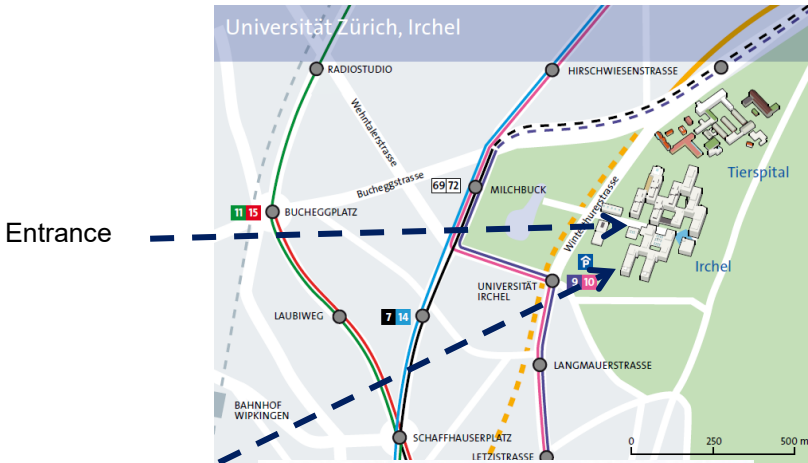 Universität Zürich, Irchel
RADIOSTUDIO
HIRSCHWIESENSTRASSE
Wehntalerstrasse
Bucheggstrasse
69 72
MILCHBUCK
Tierspital
11 15
BUCHEGGPLATZ
Winterthurerstrasse
Entrance
P
Irchel
UNIVERSITÄT
IRCHEL
9 10
LAUBIWEG
7 14
LANGMAUERSTRASSE
BAHNHOF
WIPKINGEN
SCHAFFHAUSERPLATZ
LETZISTRASSE
0 250 500 m